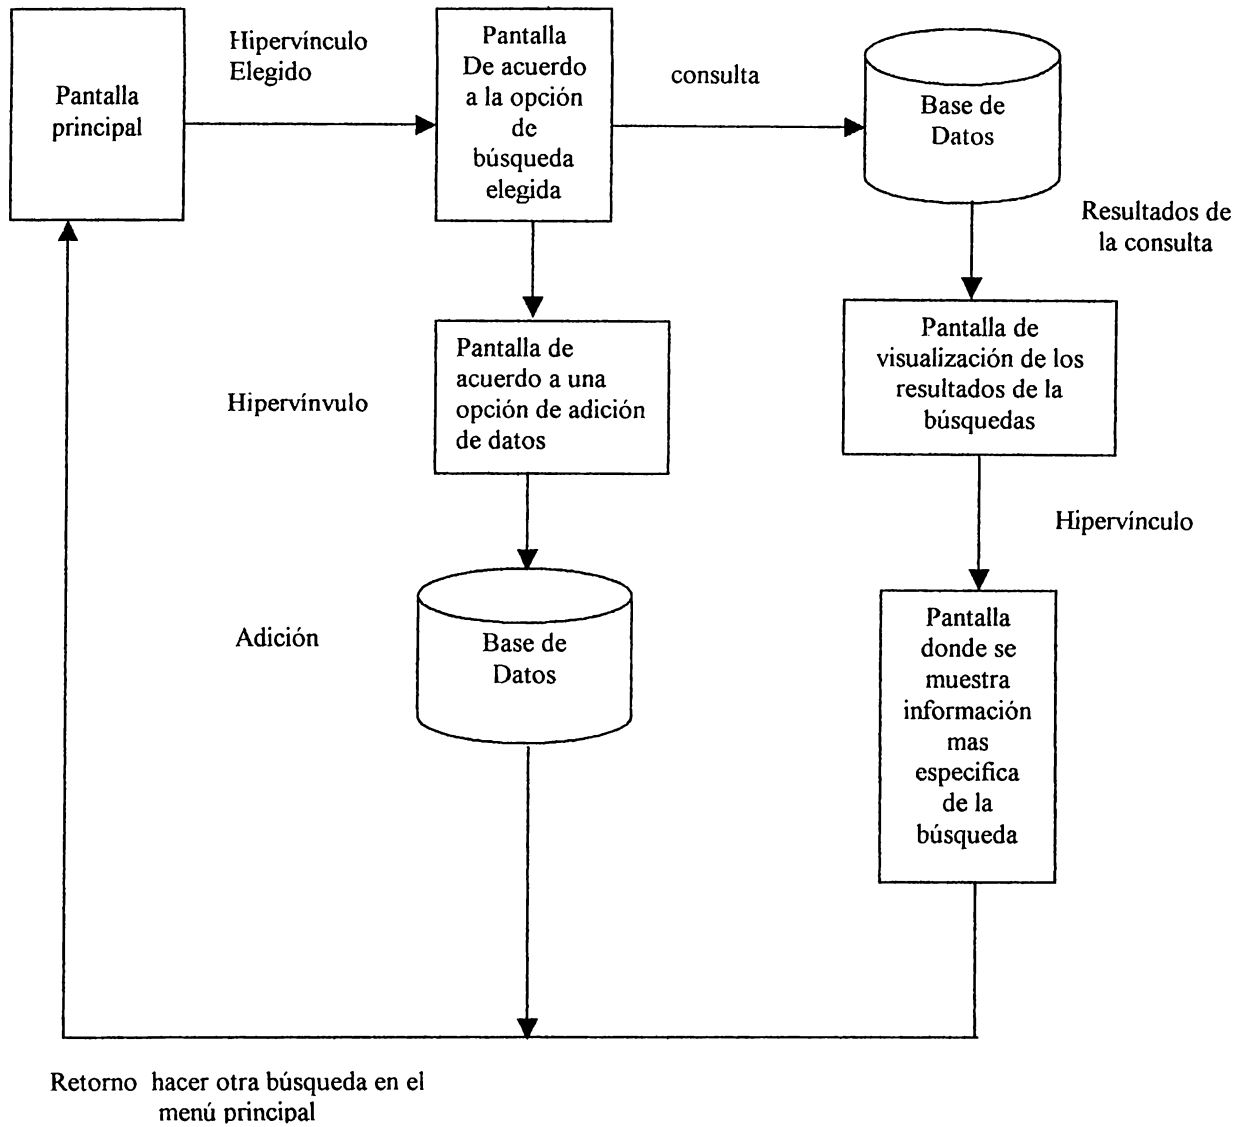 Pantalla
principal
Hipervínculo
Elegido
Pantalla
De acuerdo
a la opción
de
búsqueda
elegida
consulta
Base de
Datos
Resultados de
la consulta
Pantalla de
acuerdo a una
opción de adición
de datos
Hipervínvulo
Pantalla de
visualización de los
resultados de la
búsquedas
Hipervínculo
Adición
Base de
Datos
Pantalla
donde se
muestra
información
mas
especifica
de la
búsqueda
Retorno hacer otra búsqueda en el
menú principal